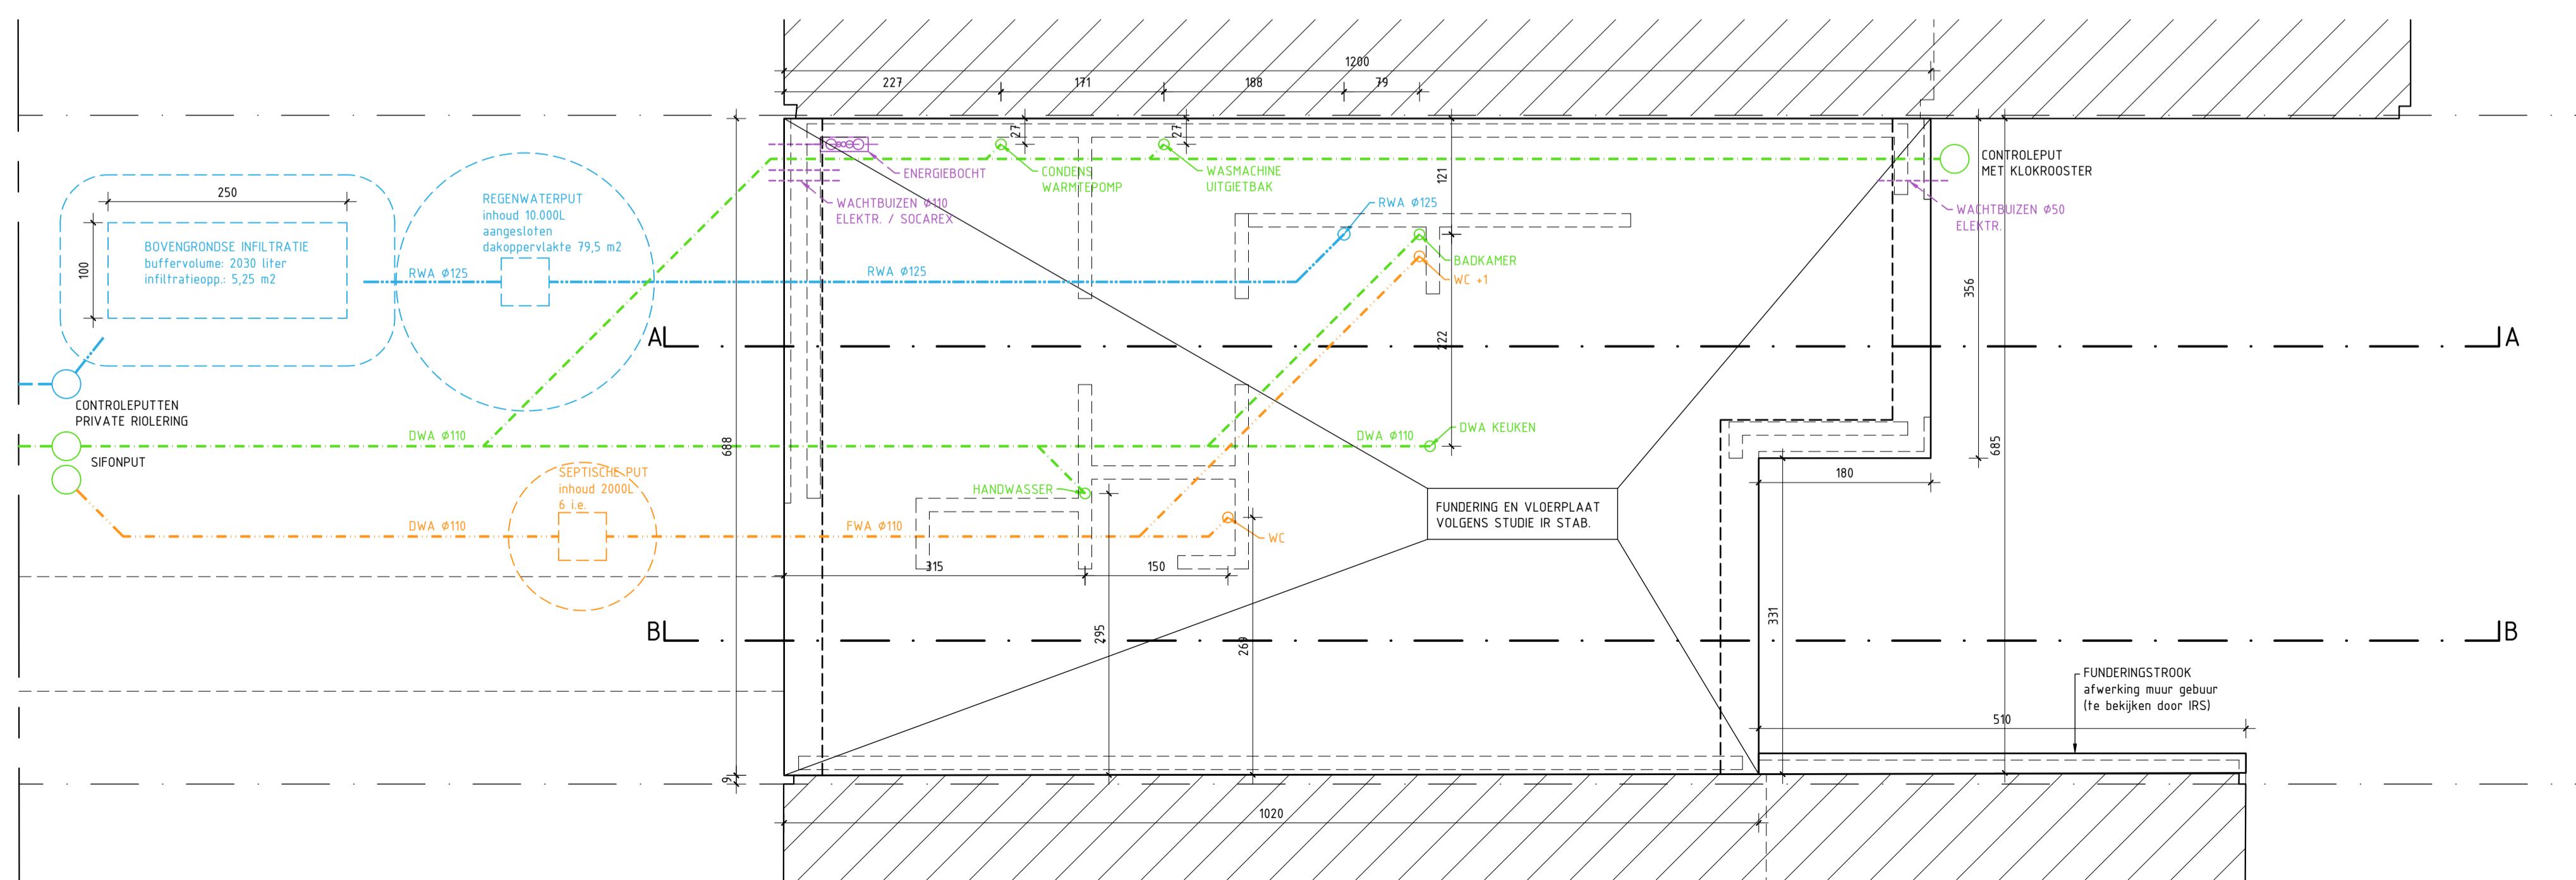 1200
227
171
188
79
27
27
ENERGIEBOCHT
CONDENS
WARMTEPOMP
WASMACHINE
UITGIETBAK
121
CONTROLEPUT
MET KLOKROOSTER
WACHTBUIZEN Ø110
ELEKTR. / SOCAREX
RWA Ø125
WACHTBUIZEN Ø50
ELEKTR.
250
100
BOVENGRONDSE INFILTRATIE
buffervolume: 2030 liter
infiltratieopp.: 5,25 m2
REGENWATERPUT
inhoud 10.000L
aangesloten
dakoppervlakte 79,5 m2
RWA Ø125
RWA Ø125
BADKAMER
WC +1
356
A
A
222
CONTROLEPUTTEN
PRIVATE RIOLERING
DWA Ø110
688
DWA Ø110
DWA KEUKEN
685
SIFONPUT
SEPTISCHE PUT
inhoud 2000L
6 i.e.
HANDWASSER
180
FUNDERING EN VLOERPLAAT
VOLGENS STUDIE IR STAB.
DWA Ø110
FWA Ø110
WC
315
150
295
269
331
B
B
FUNDERINGSTROOK
afwerking muur gebuur
(te bekijken door IRS)
510
9
1020